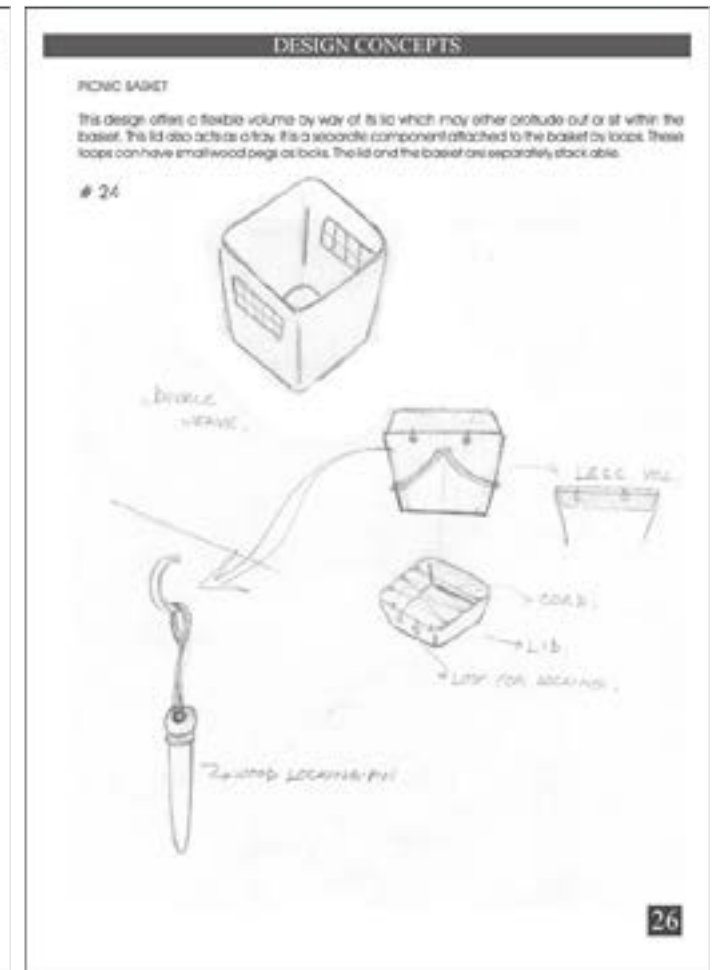 DESIGN CONCEPTS
PICNIC BASKET
This design offers a flexible volume by way of its lid which may either protrude out or sit within the
basket. This lid also acts as a tray. It is a separate component attached to the basket by loops. These
loops can have small wood pegs as locks. The lid and the basket are separately stack able.
# 24
DOUBLE
WEAVE.
LESS VOL.
CORD.
LID.
LOOP FOR LOCKING.
WOOD LOCKING PIN
26